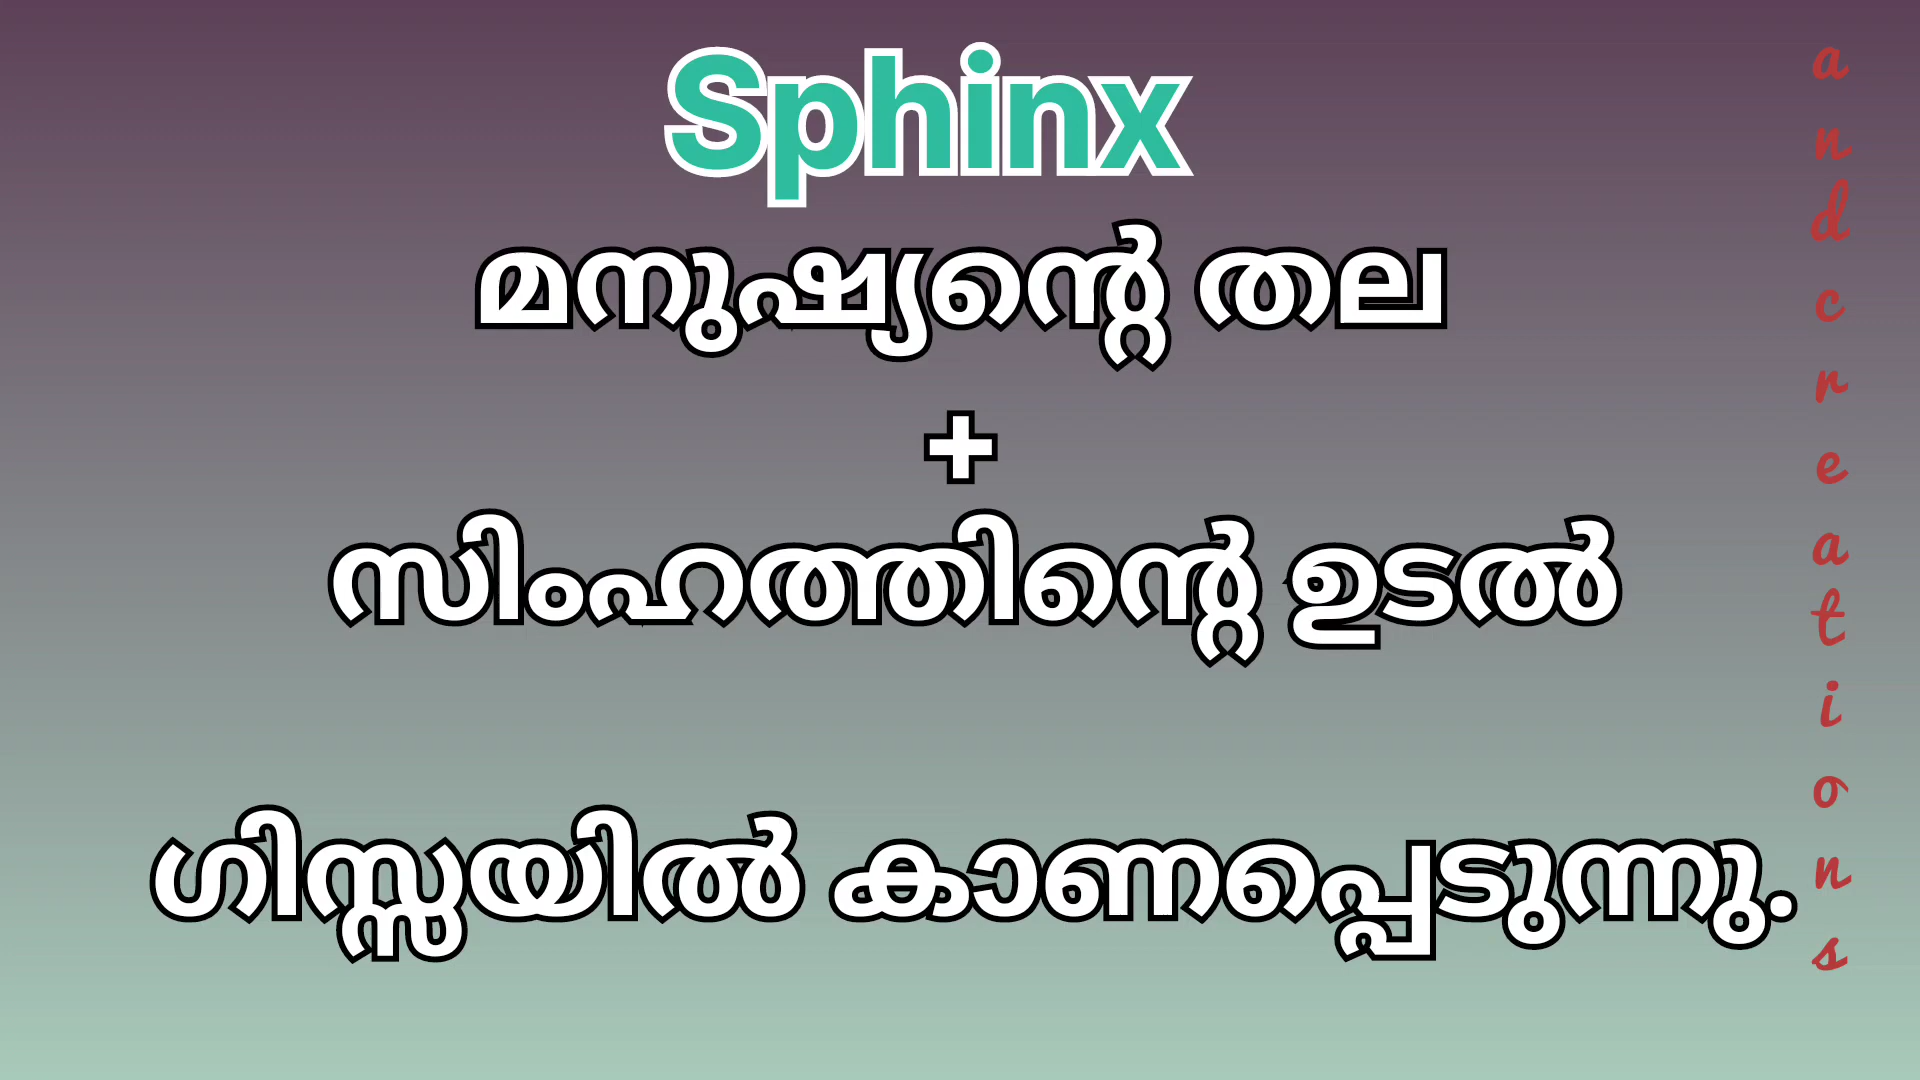 Sphinx
മനുഷ്യന്റെ തല
+
സിംഹത്തിന്റെ ഉടൽ
ഗിസ്സയിൽ കാണപ്പെടുന്നു.
andcreations